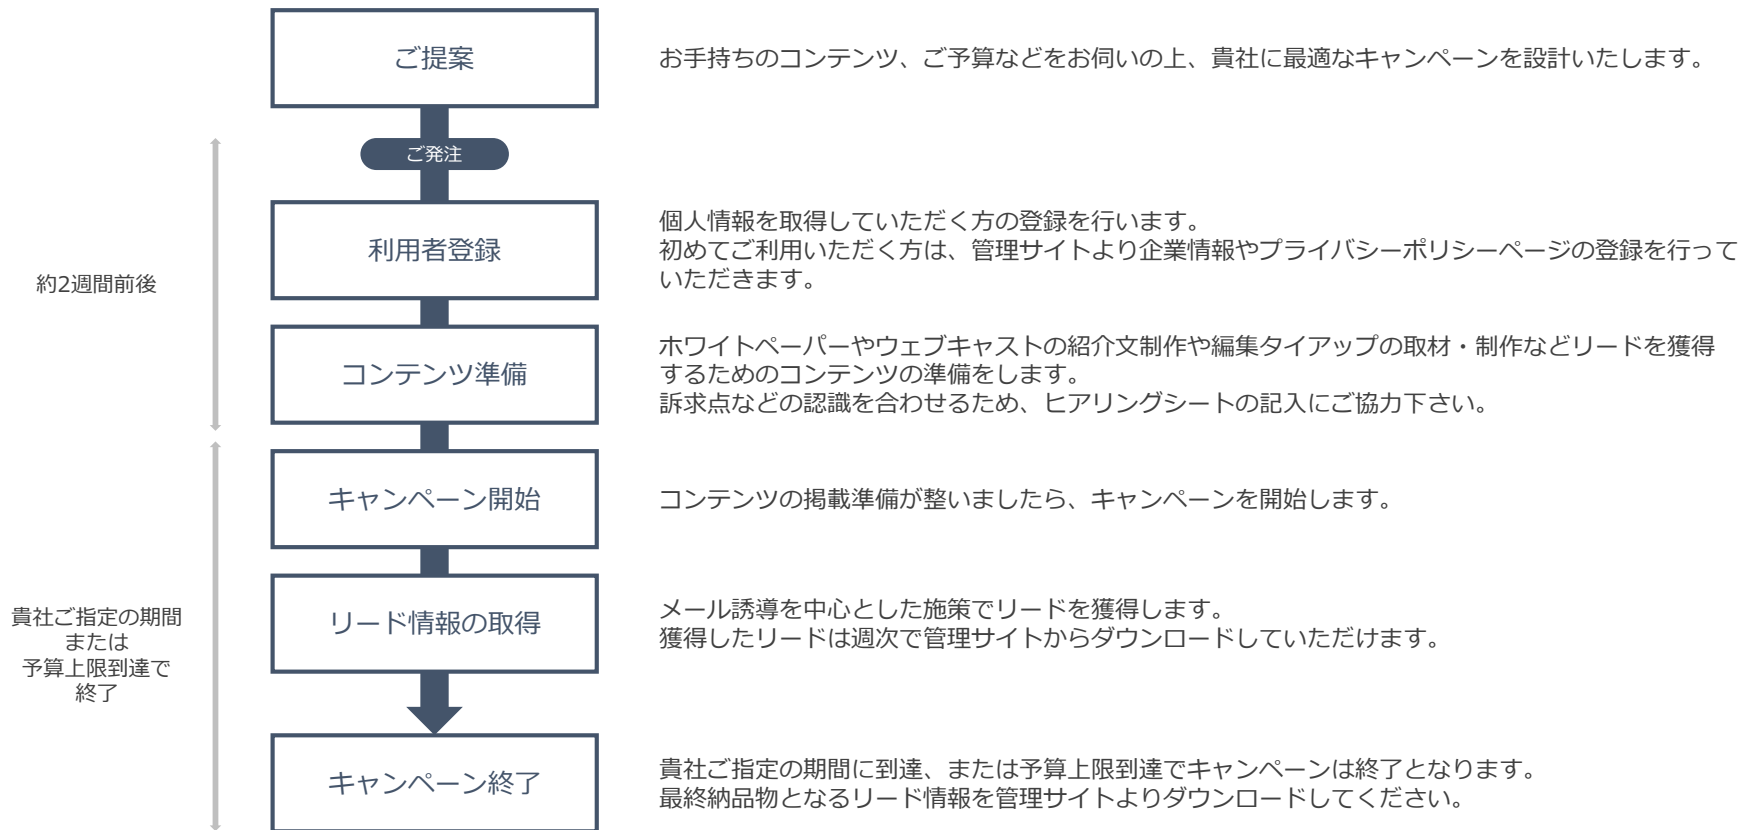 ご提案
お手持ちのコンテンツ、ご予算などをお伺いの上、貴社に最適なキャンペーンを設計いたします。
ご発注
約2週間前後
利用者登録
個人情報を取得していただく方の登録を行います。
初めてご利用いただく方は、管理サイトより企業情報やプライバシーポリシーページの登録を行って
いただきます。
コンテンツ準備
ホワイトペーパーやウェブキャストの紹介文制作や編集タイアップの取材・制作などリードを獲得
するためのコンテンツの準備をします。
訴求点などの認識を合わせるため、ヒアリングシートの記入にご協力下さい。
貴社ご指定の期間
または
予算上限到達で
終了
キャンペーン開始
コンテンツの掲載準備が整いましたら、キャンペーンを開始します。
リード情報の取得
メール誘導を中心とした施策でリードを獲得します。
獲得したリードは週次で管理サイトからダウンロードしていただけます。
キャンペーン終了
貴社ご指定の期間に到達、または予算上限到達でキャンペーンは終了となります。
最終納品物となるリード情報を管理サイトよりダウンロードしてください。